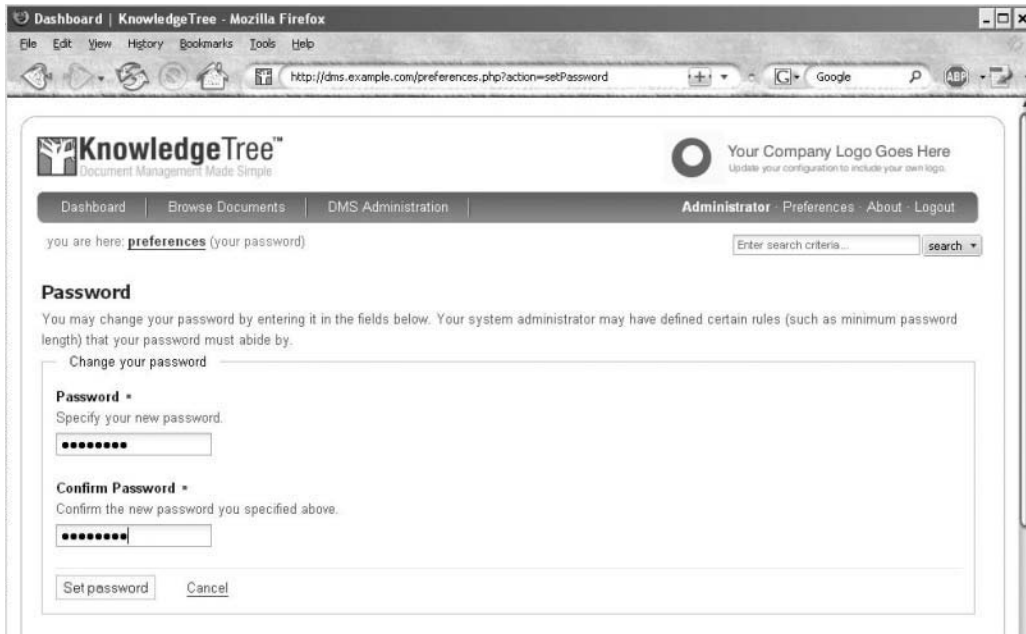 Dashboard | KnowledgeTree - Mozilla Firefox
File Edit View History Bookmarks Tools Help
http://dms.example.com/preferences.php?action=setPassword G Google ABP
KnowledgeTree™
Document Management Made Simple
Your Company Logo Goes Here
Update your configuration to include your own logo.
Dashboard Browse Documents DMS Administration Administrator · Preferences · About · Logout
you are here: preferences (your password) Enter search criteria... search
Password
You may change your password by entering it in the fields below. Your system administrator may have defined certain rules (such as minimum password
length) that your password must abide by.
Change your password
Password
Specify your new password.
••••••••
Confirm Password
Confirm the new password you specified above.
••••••••
Set password Cancel